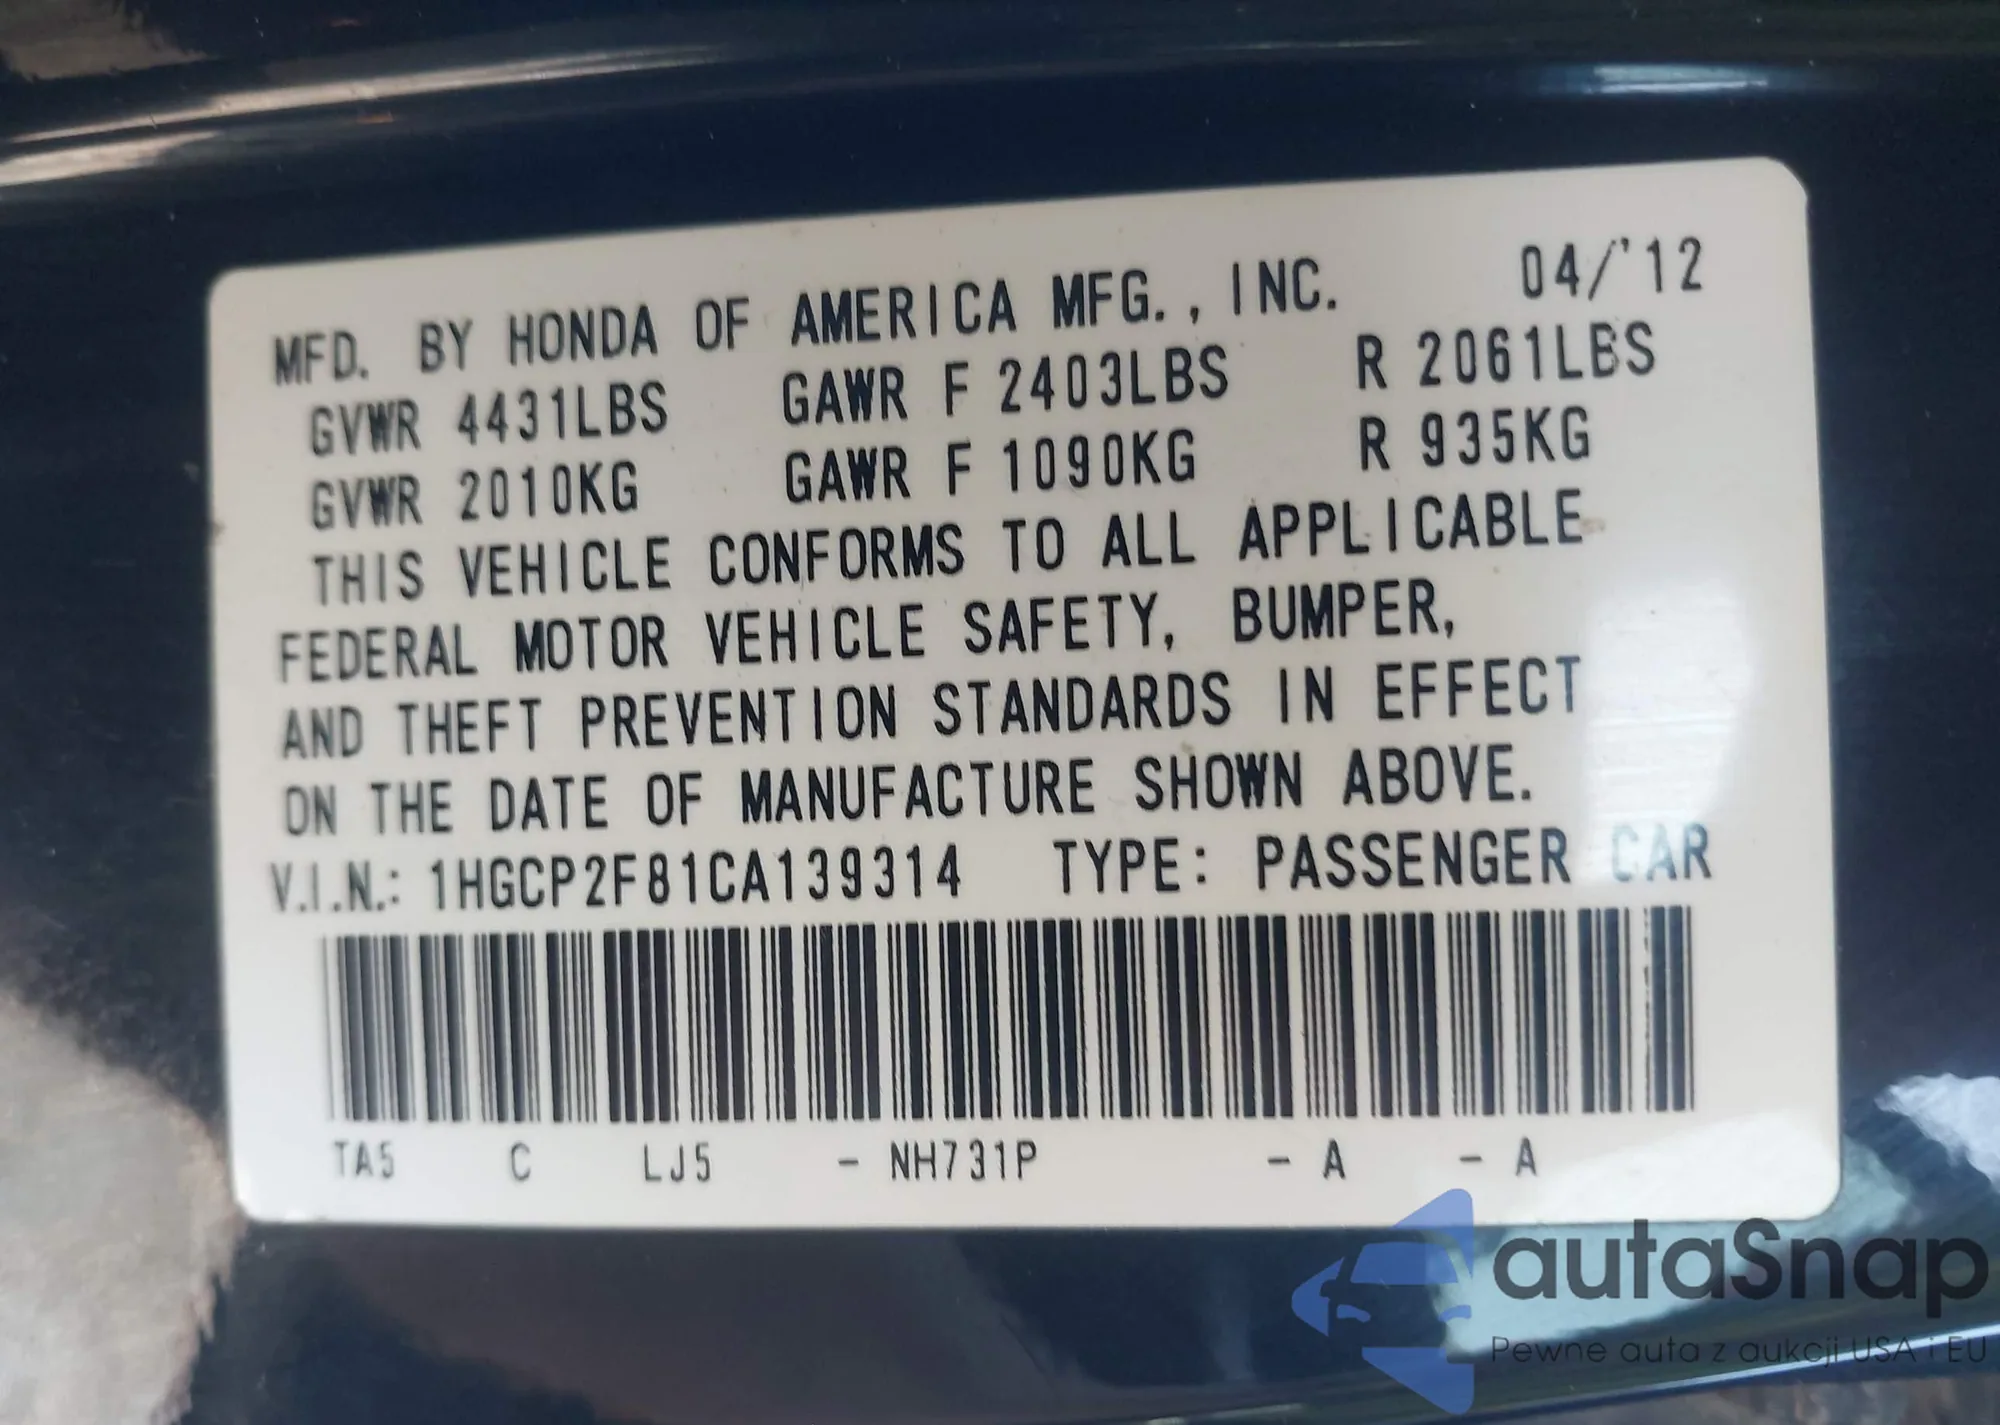 MFD. BY HONDA OF AMERICA MFG., INC. 04/'12
GVWR 4431LBS GAWR F 2403LBS R 2061LBS
GVWR 2010KG GAWR F 1090KG R 935KG
THIS VEHICLE CONFORMS TO ALL APPLICABLE
FEDERAL MOTOR VEHICLE SAFETY, BUMPER,
AND THEFT PREVENTION STANDARDS IN EFFECT
ON THE DATE OF MANUFACTURE SHOWN ABOVE.
V.I.N.: 1HGCP2F81CA139314 TYPE: PASSENGER CAR
TA5 C LJ5 - NH731P - A - A
autaSnap
Pewne auta z aukcji USA i EU